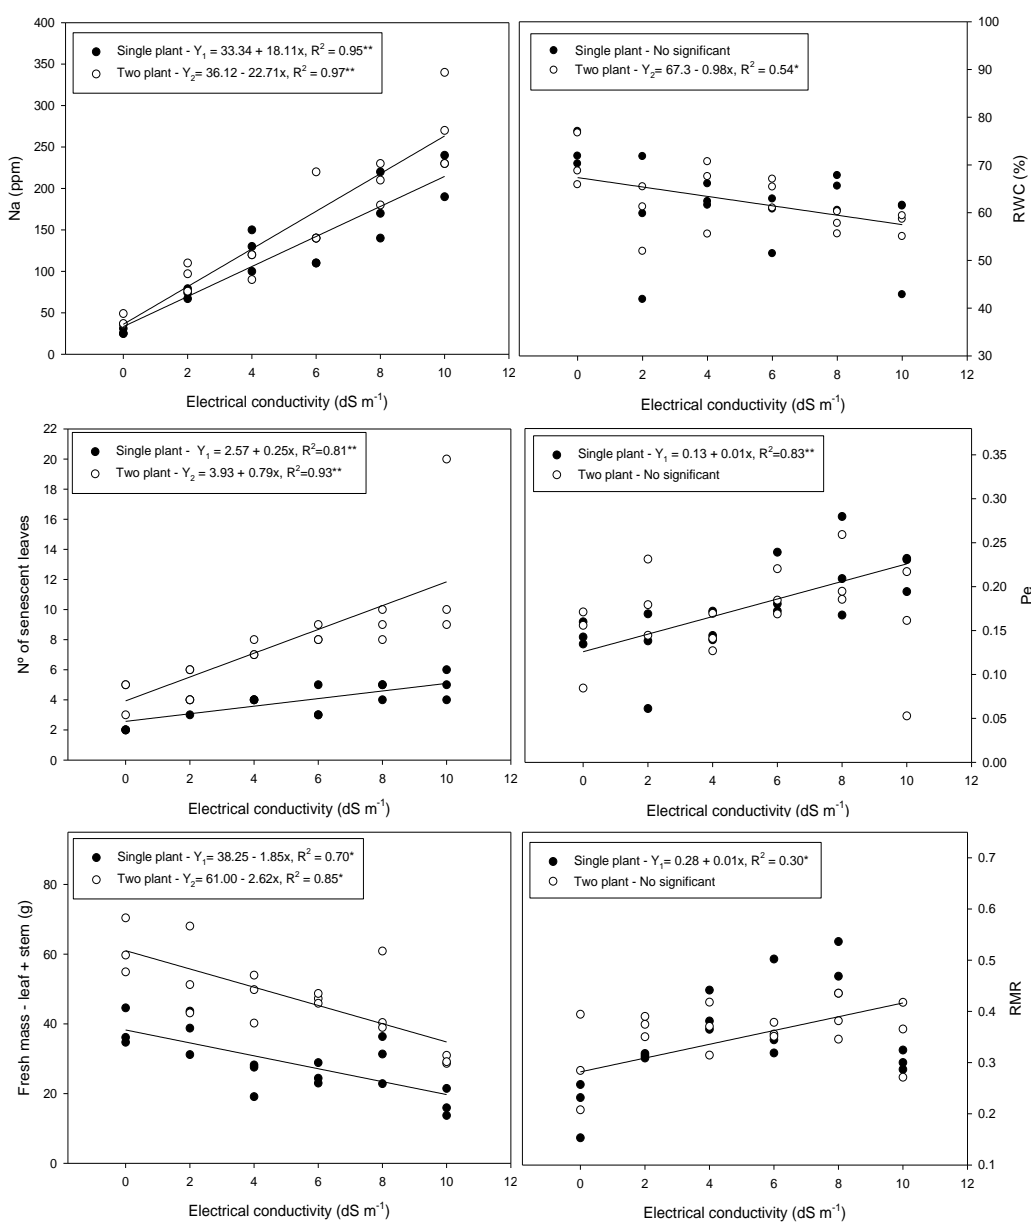 Single plant - Y₁ = 33.34 + 18.11x, R² = 0.95**
Two plant - Y₂= 36.12 - 22.71x, R² = 0.97**
Na (ppm)
400
350
300
250
200
150
100
50
0
0 2 4 6 8 10 12
Electrical conductivity (dS m⁻¹)
Single plant - No significant
Two plant - Y₂= 67.3 - 0.98x, R² = 0.54*
100
90
80
70
60
50
40
30
RWC (%)
0 2 4 6 8 10 12
Electrical conductivity (dS m⁻¹)
Single plant - Y₁ = 2.57 + 0.25x, R²=0.81**
Two plant - Y₂ = 3.93 + 0.79x, R²=0.93**
Nº of senescent leaves
22
20
18
16
14
12
10
8
6
4
2
0
0 2 4 6 8 10 12
Electrical conductivity (dS m⁻¹)
Single plant - Y₁ = 0.13 + 0.01x, R²=0.83**
Two plant - No significant
0.35
0.30
0.25
0.20
0.15
0.10
0.05
0.00
Pe
0 2 4 6 8 10 12
Electrical conductivity (dS m⁻¹)
Single plant - Y₁= 38.25 - 1.85x, R² = 0.70*
Two plant - Y₂= 61.00 - 2.62x, R² = 0.85*
Fresh mass - leaf + stem (g)
80
60
40
20
0
0 2 4 6 8 10 12
Electrical conductivity (dS m⁻¹)
Single plant - Y₁= 0.28 + 0.01x, R² = 0.30*
Two plant - No significant
0.7
0.6
0.5
0.4
0.3
0.2
0.1
RMR
0 2 4 6 8 10 12
Electrical conductivity (dS m⁻¹)